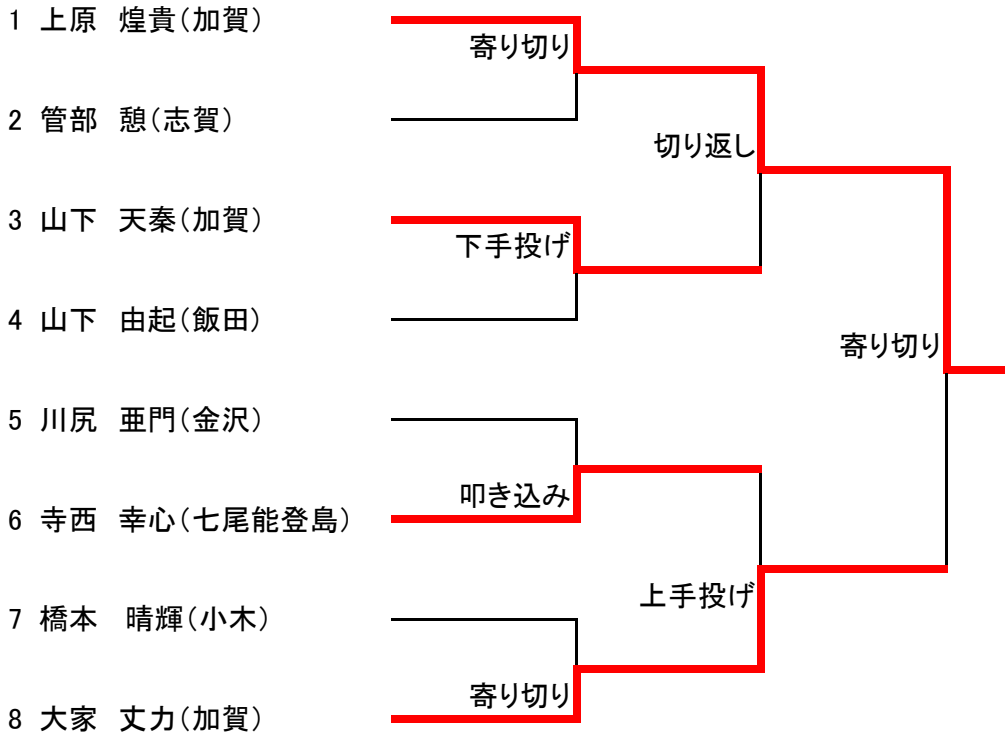 1 上原 煌貴(加賀)
寄り切り
2 管部 憩(志賀)
切り返し
3 山下 天秦(加賀)
下手投げ
4 山下 由起(飯田)
寄り切り
5 川尻 亜門(金沢)
叩き込み
6 寺西 幸心(七尾能登島)
上手投げ
7 橋本 晴輝(小木)
寄り切り
8 大家 丈力(加賀)